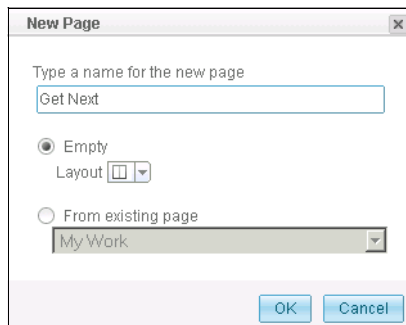 New Page
Type a name for the new page
Get Next
Empty
Layout
From existing page
My Work
OK Cancel